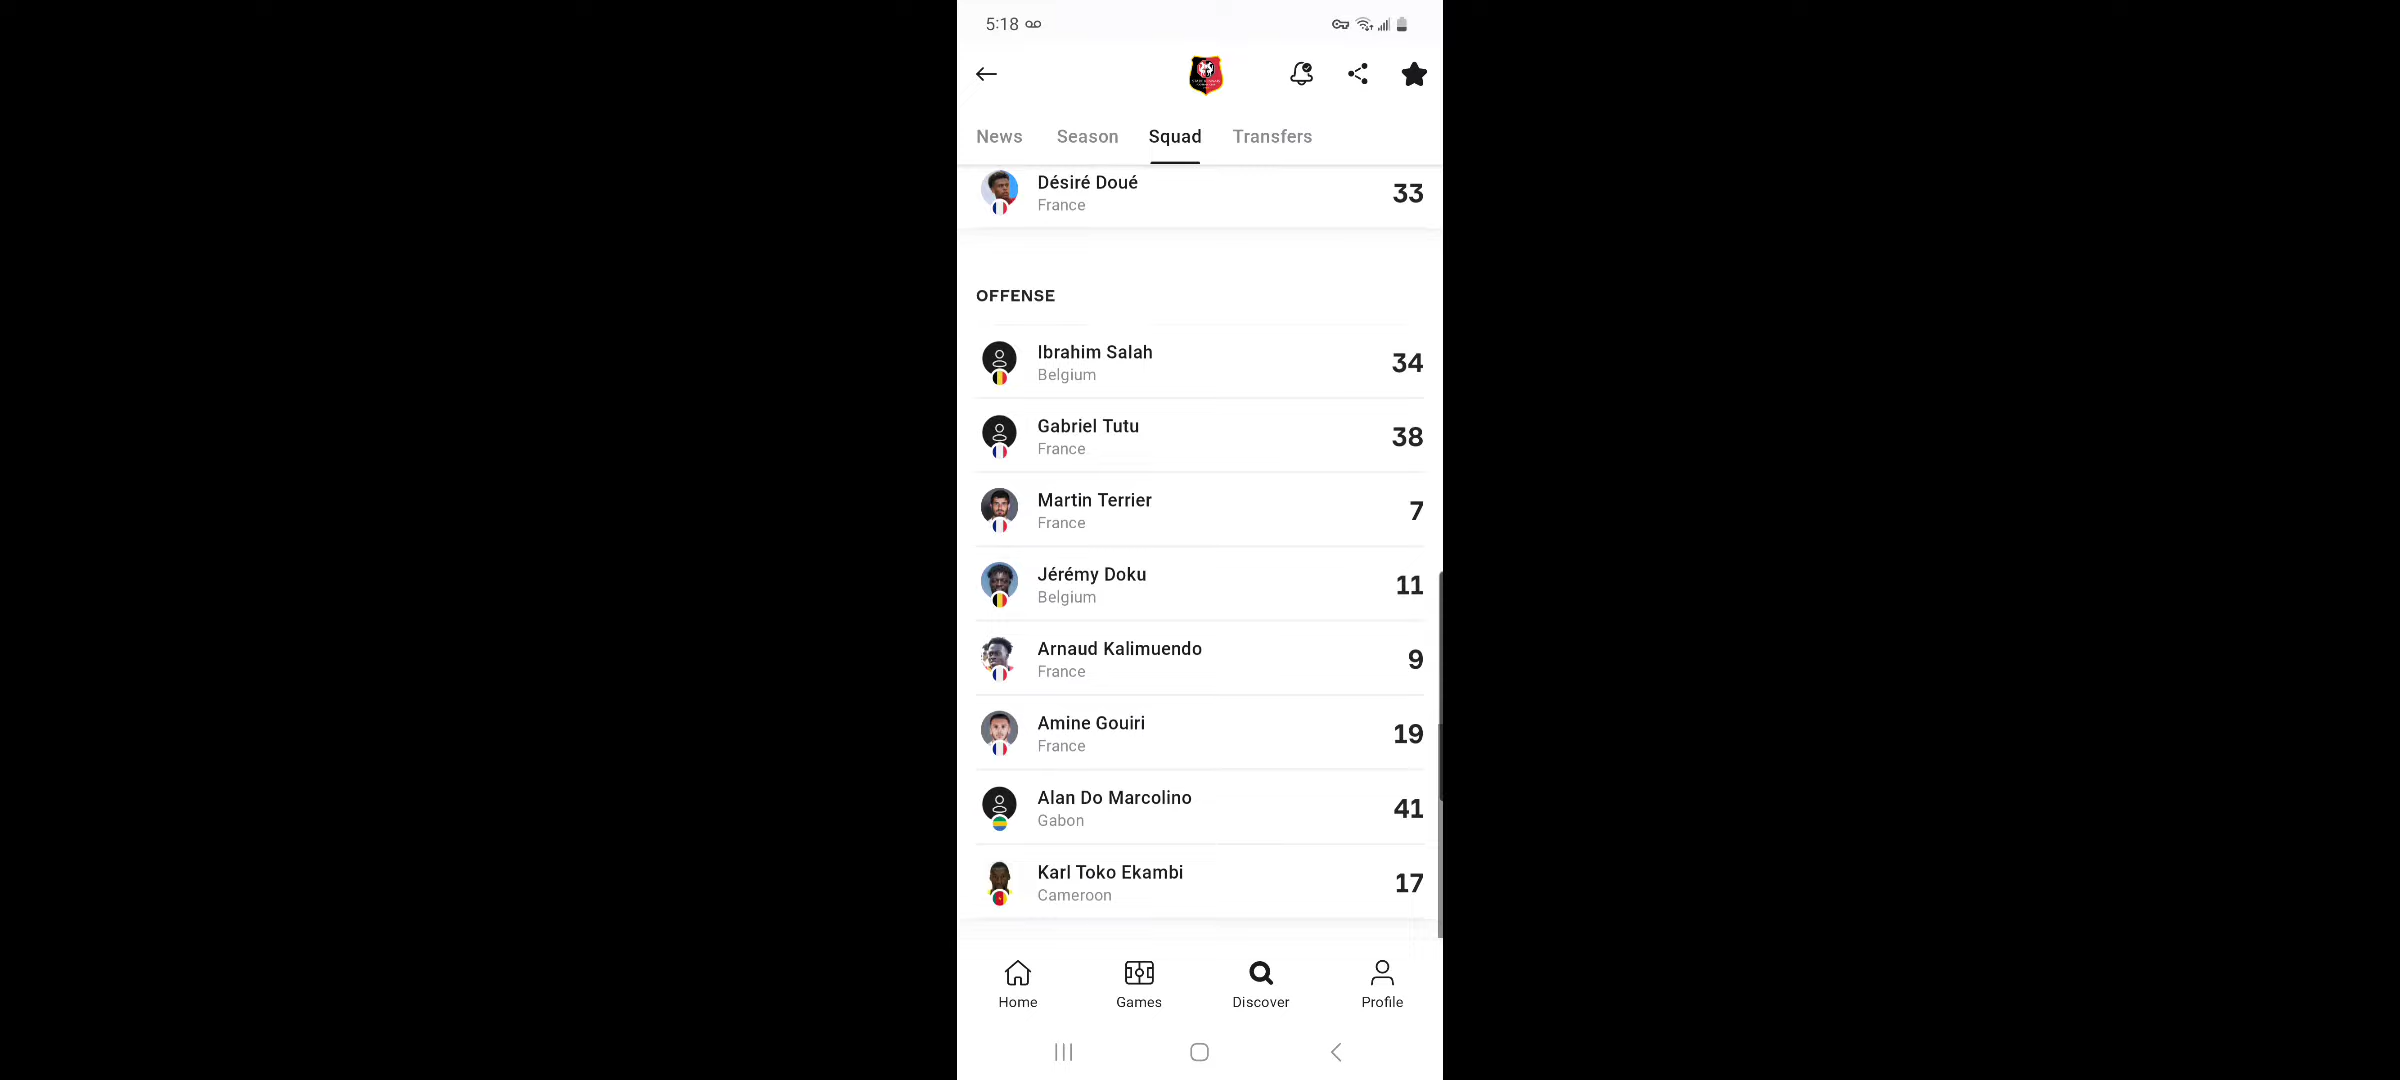 5:18
News Season Squad Transfers
Désiré Doué
France
33
OFFENSE
Ibrahim Salah
Belgium
34
Gabriel Tutu
France
38
Martin Terrier
France
7
Jérémy Doku
Belgium
11
Arnaud Kalimuendo
France
9
Amine Gouiri
France
19
Alan Do Marcolino
Gabon
41
Karl Toko Ekambi
Cameroon
17
Home Games Discover Profile